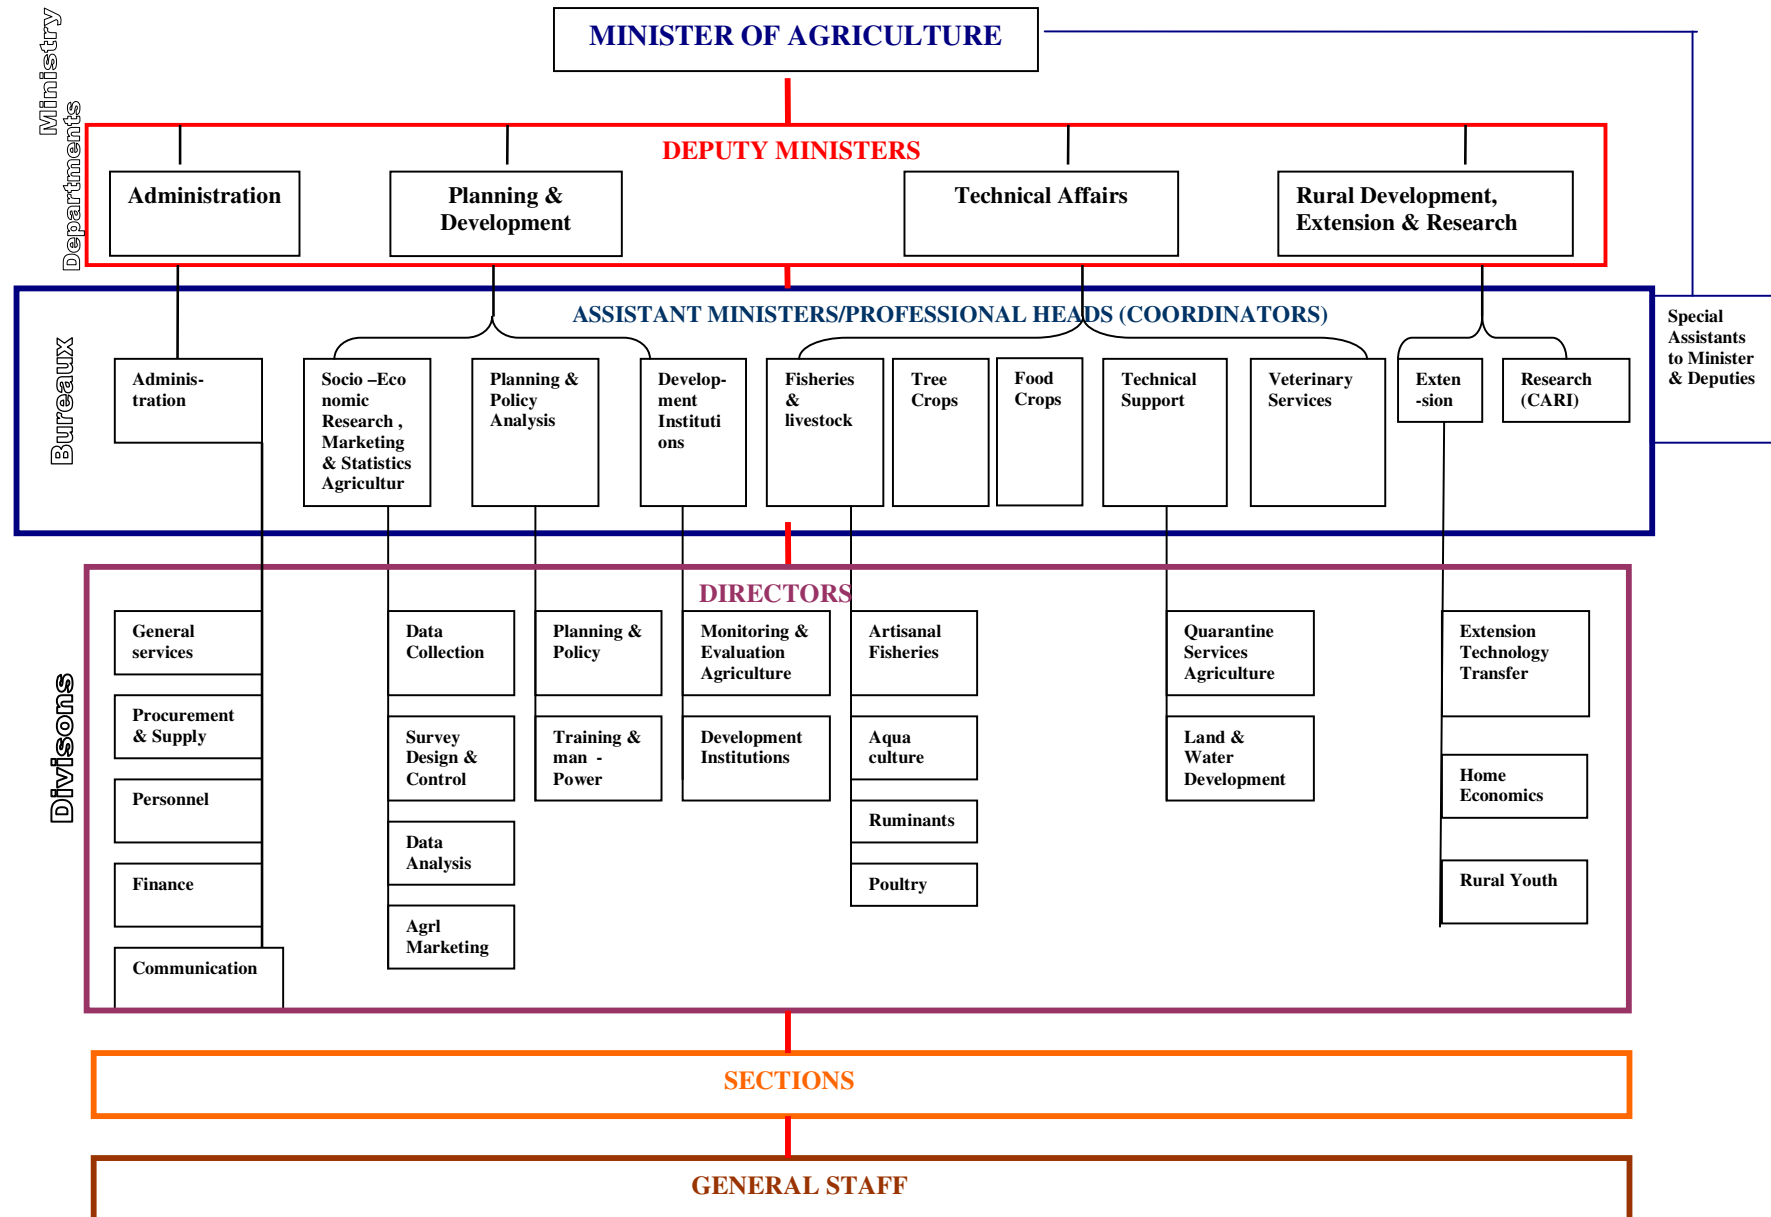 Ministry
MINISTER OF AGRICULTURE
Departments
DEPUTY MINISTERS
Administration
Planning &
Development
Technical Affairs
Rural Development,
Extension & Research
Bureaux
ASSISTANT MINISTERS/PROFESSIONAL HEADS (COORDINATORS)
Special
Assistants
to Minister
& Deputies
Adminis-
tration
Socio –Eco
nomic
Research ,
Marketing
& Statistics
Agricultur
Planning &
Policy
Analysis
Develop-
ment
Instituti
ons
Fisheries
&
livestock
Tree
Crops
Food
Crops
Technical
Support
Veterinary
Services
Exten
-sion
Research
(CARI)
Divisons
DIRECTORS
General
services
Procurement
& Supply
Personnel
Finance
Communication
Data
Collection
Survey
Design &
Control
Data
Analysis
Agrl
Marketing
Planning &
Policy
Training &
man -
Power
Monitoring &
Evaluation
Agriculture
Development
Institutions
Artisanal
Fisheries
Aqua
culture
Ruminants
Poultry
Quarantine
Services
Agriculture
Land &
Water
Development
Extension
Technology
Transfer
Home
Economics
Rural Youth
SECTIONS
GENERAL STAFF